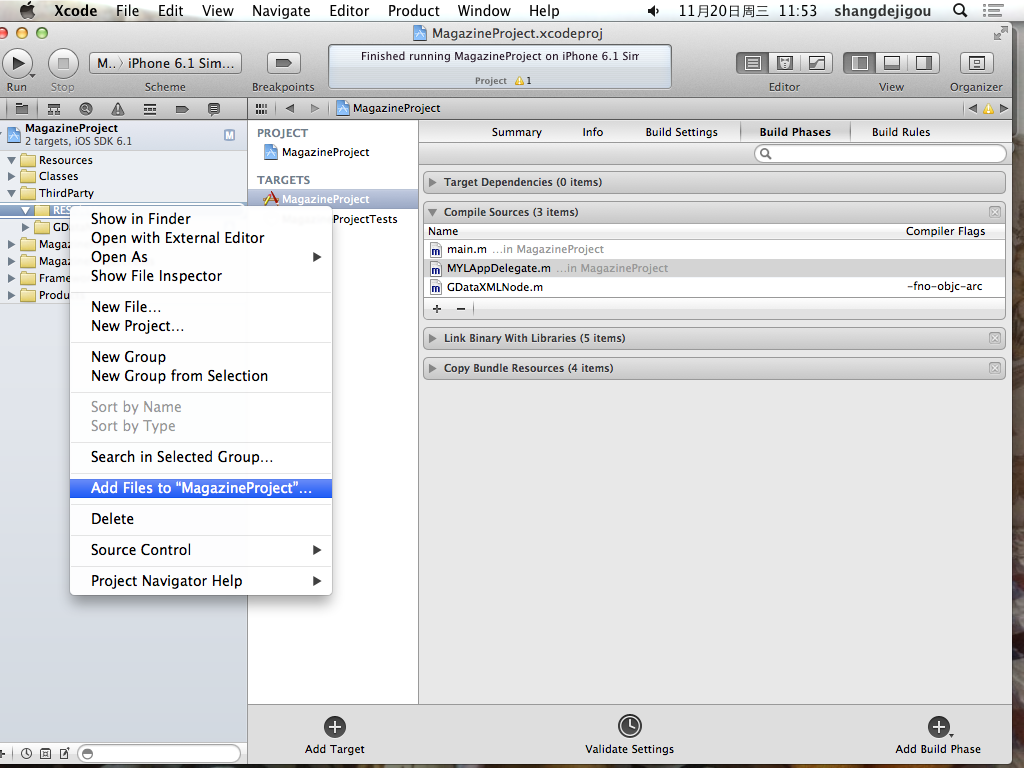 Xcode File Edit View Navigate Editor Product Window Help 11月20日周三 11:53 shangdejigou
MagazineProject.xcodeproj
M... iPhone 6.1 Sim...
Finished running MagazineProject on iPhone 6.1 Sim
Project 1
Run Stop Scheme Breakpoints Editor View Organizer
MagazineProject
MagazineProject M
2 targets, iOS SDK 6.1
Resources
Classes
ThirdParty
GD
Magaz
Magaz
Frame
Produ
Show in Finder
Open with External Editor
Open As
Show File Inspector
New File...
New Project...
New Group
New Group from Selection
Sort by Name
Sort by Type
Search in Selected Group...
Add Files to “MagazineProject”...
Delete
Source Control
Project Navigator Help
PROJECT
MagazineProject
TARGETS
MagazineProject
ProjectTests
Summary Info Build Settings Build Phases Build Rules
Target Dependencies (0 items)
Compile Sources (3 items)
Name Compiler Flags
m main.m ...in MagazineProject
m MYLAppDelegate.m ...in MagazineProject
m GDataXMLNode.m -fno-objc-arc
Link Binary With Libraries (5 items)
Copy Bundle Resources (4 items)
Add Target Validate Settings Add Build Phase